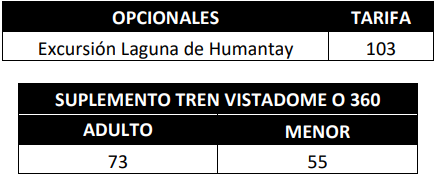 OPCIONALES TARIFA
Excursión Laguna de Humantay 103
SUPLEMENTO TREN VISTADOME O 360
ADULTO MENOR
73 55